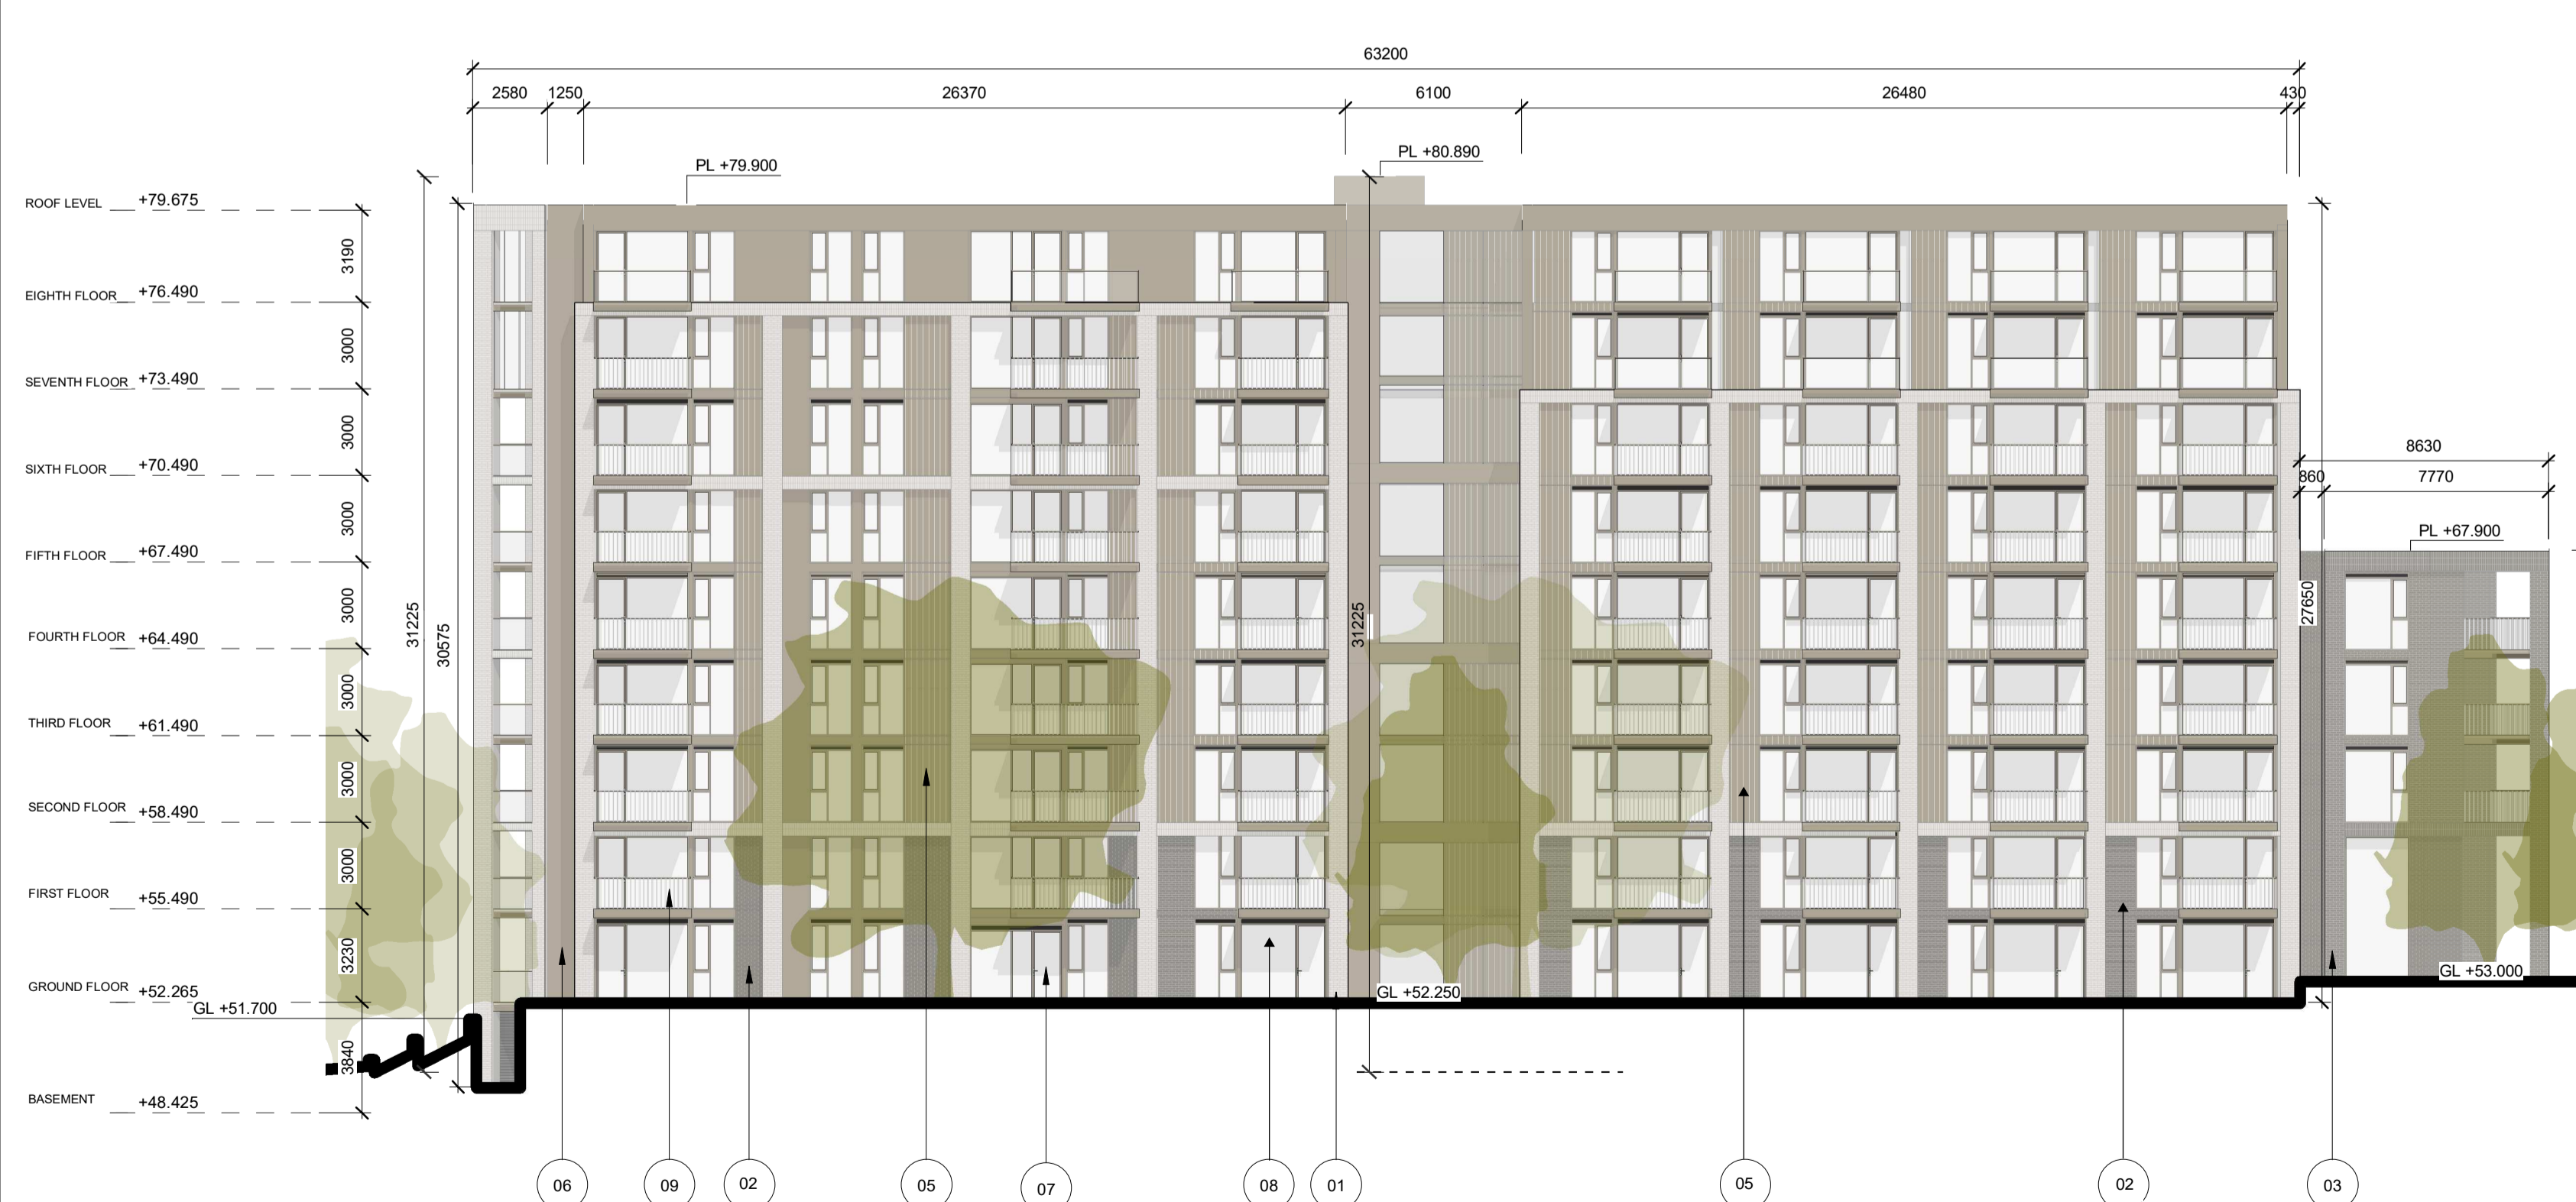 63200
2580 1250 26370 6100 26480 430
PL +79.900
PL +80.890
ROOF LEVEL +79.675
3190
EIGHTH FLOOR +76.490
3000
SEVENTH FLOOR +73.490
3000
SIXTH FLOOR +70.490
3000
FIFTH FLOOR +67.490
3000
FOURTH FLOOR +64.490
3000
THIRD FLOOR +61.490
3000
SECOND FLOOR +58.490
3000
FIRST FLOOR +55.490
3230
GROUND FLOOR +52.265
GL +51.700
3840
BASEMENT +48.425
31225
30575
31225
27650
8630
860 7770
PL +67.900
GL +52.250
GL +53.000
06 09 02 05 07 08 01 05 02 03